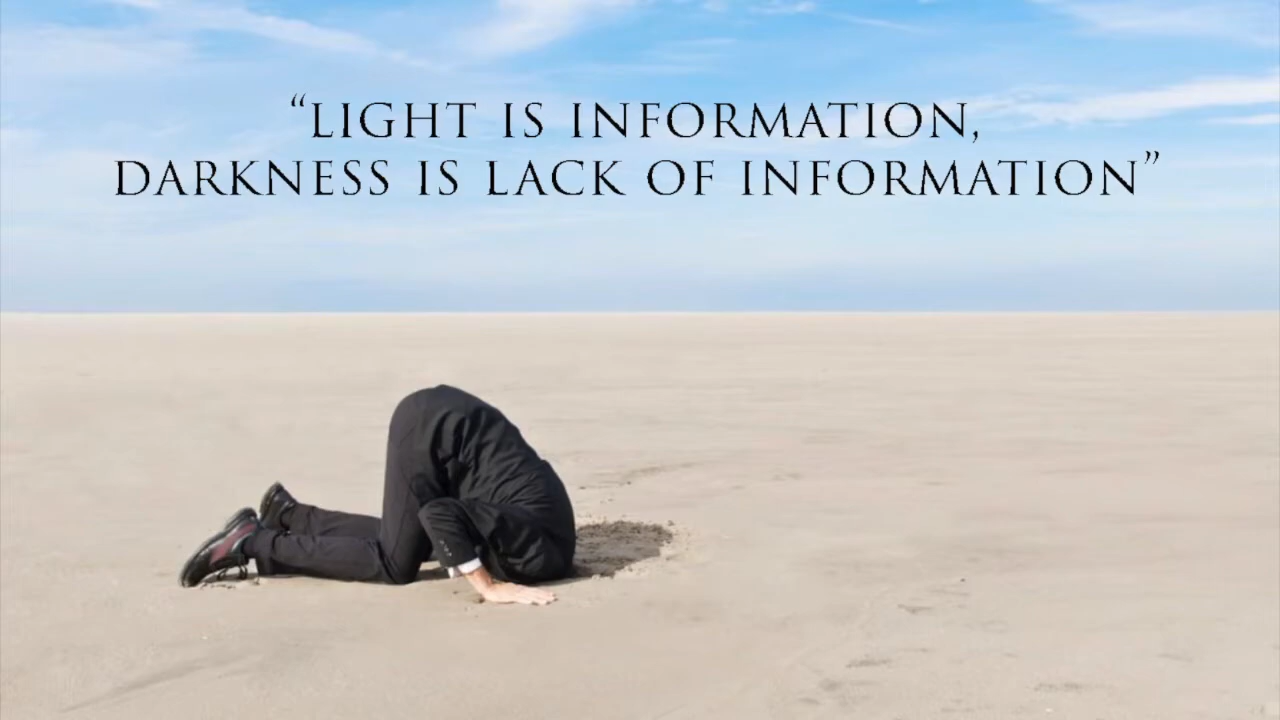 “LIGHT IS INFORMATION,
DARKNESS IS LACK OF INFORMATION”